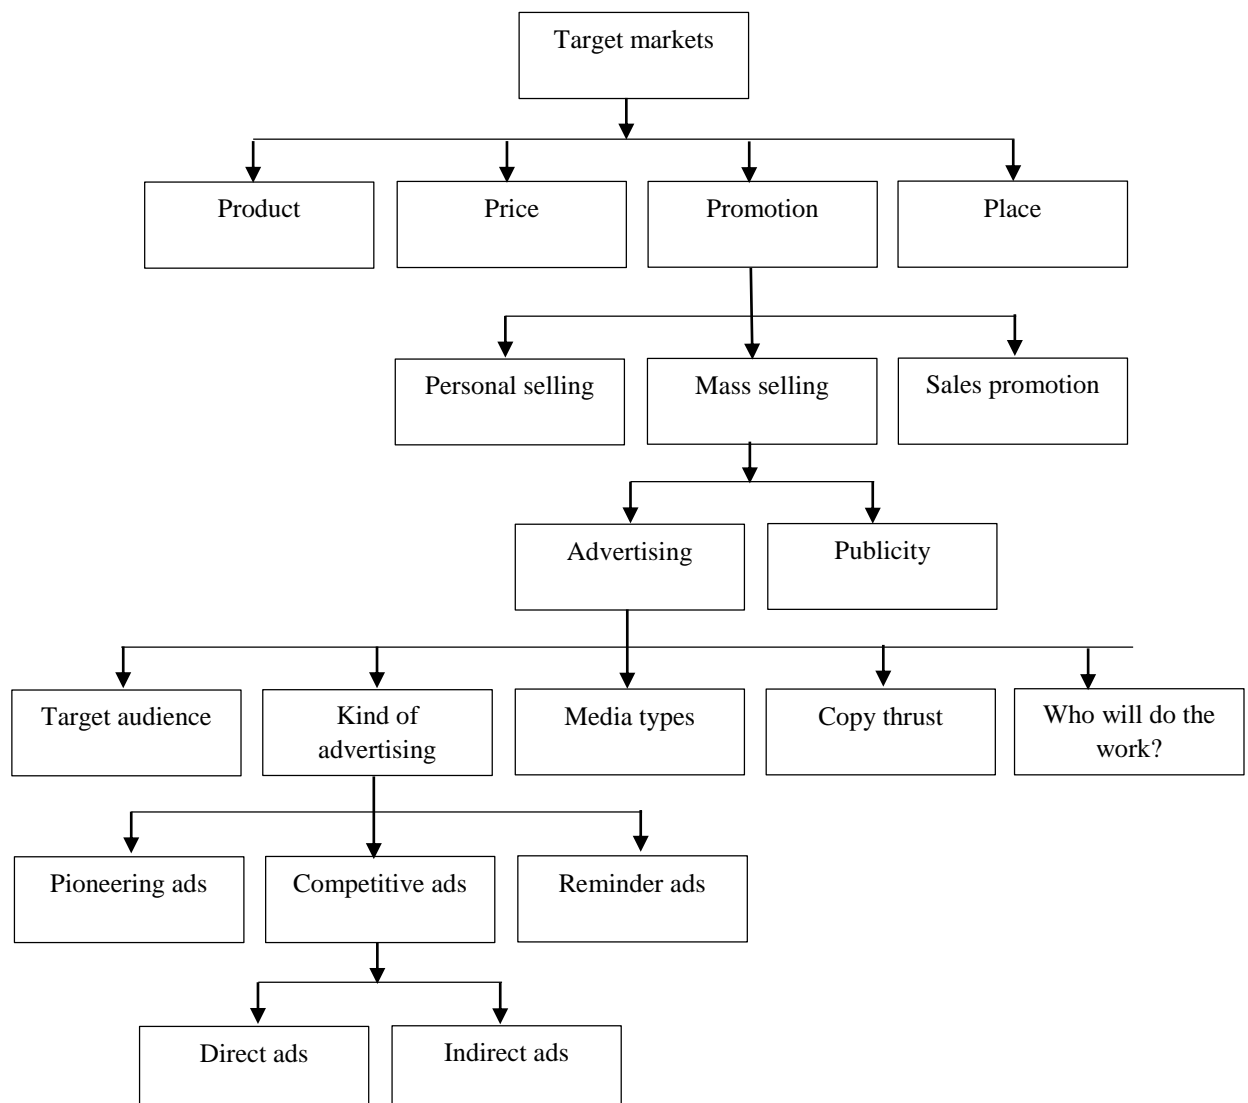 Target markets
Product
Price
Promotion
Place
Personal selling
Mass selling
Sales promotion
Advertising
Publicity
Target audience
Kind of
advertising
Media types
Copy thrust
Who will do the
work?
Pioneering ads
Competitive ads
Reminder ads
Direct ads
Indirect ads